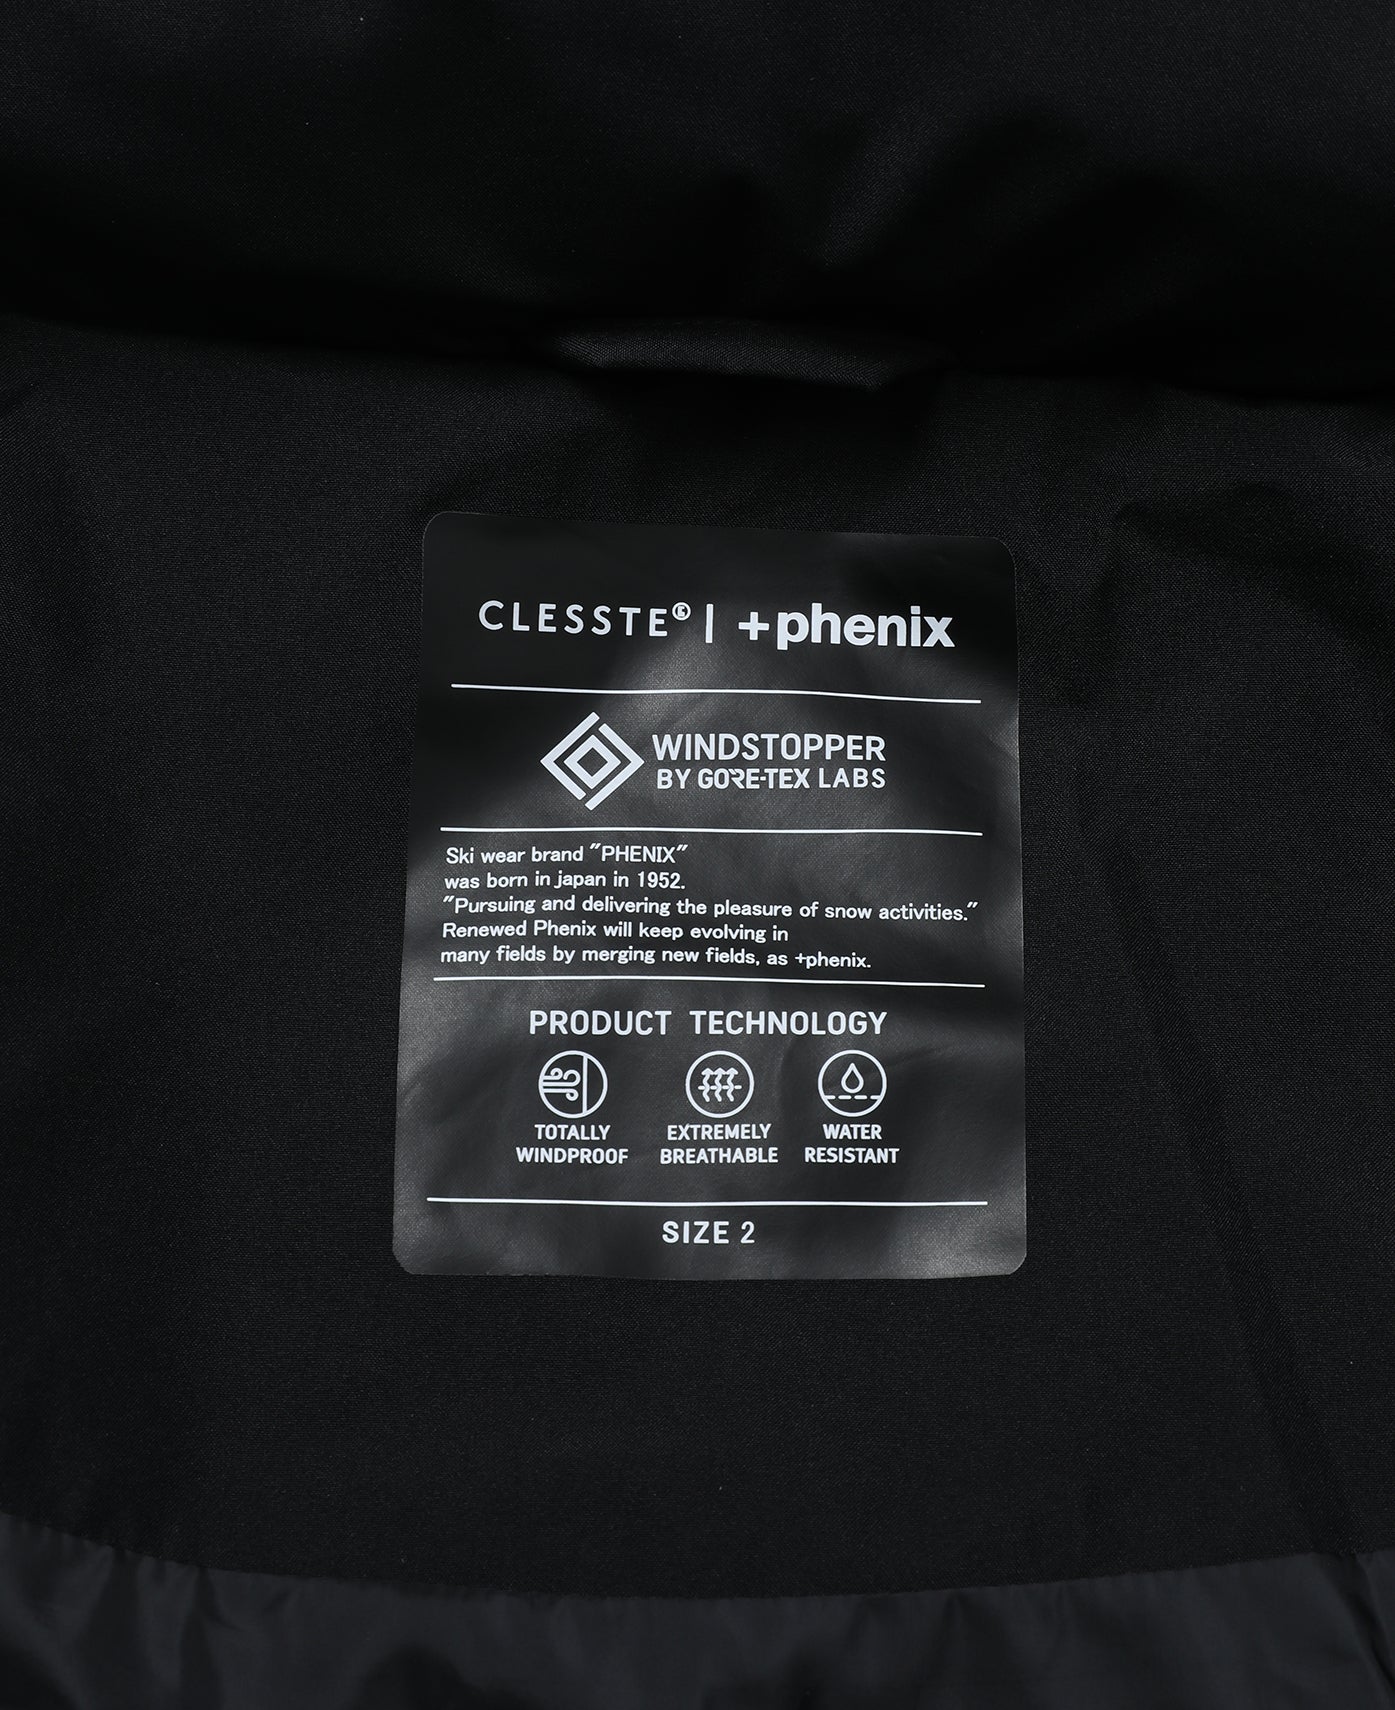 CLESSTE® | +phenix
WINDSTOPPER
BY GORE-TEX LABS
Ski wear brand "PHENIX"
was born in japan in 1952.
"Pursuing and delivering the pleasure of snow activities."
Renewed Phenix will keep evolving in
many fields by merging new fields, as +phenix.
PRODUCT TECHNOLOGY
TOTALLY WINDPROOF
EXTREMELY BREATHABLE
WATER RESISTANT
SIZE 2